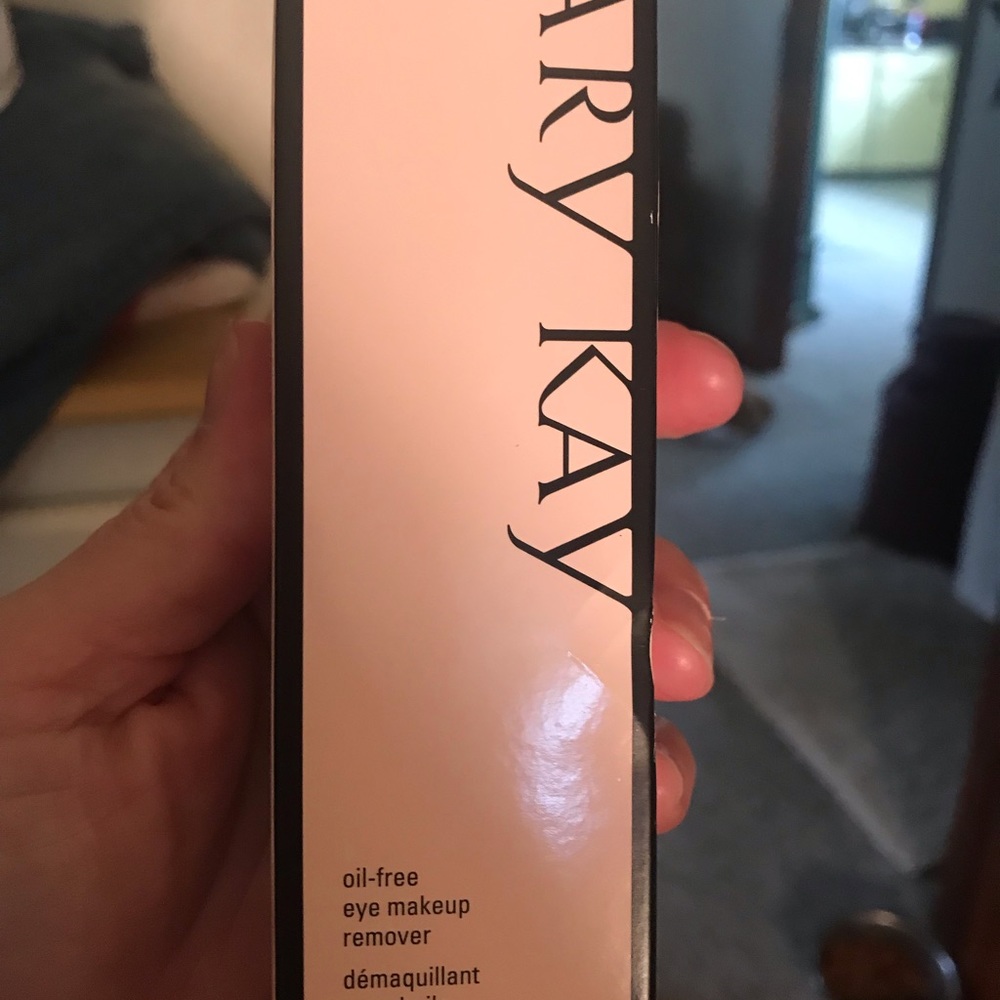 ARY KAY
oil-free
eye makeup
remover
démaquillant